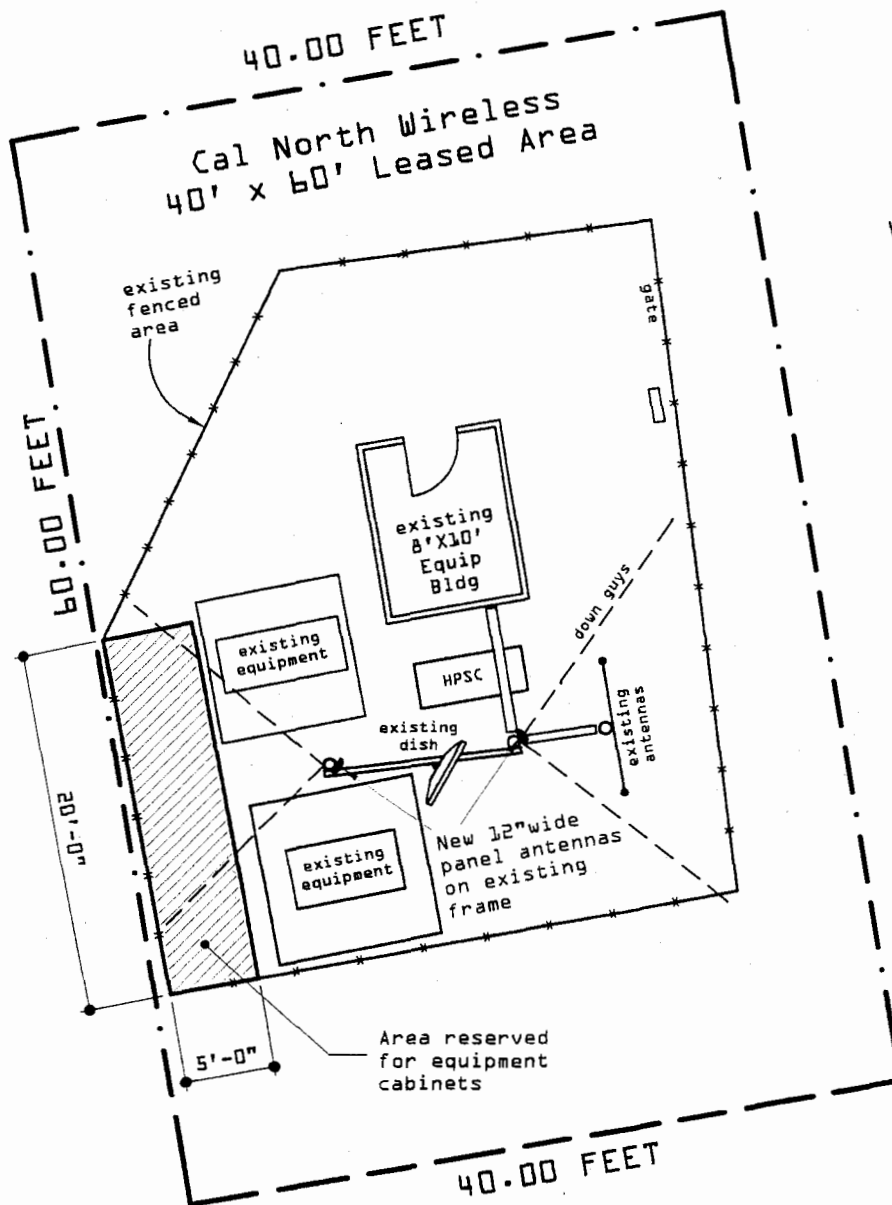 40.00 FEET
Cal North Wireless
40' x 60' Leased Area
existing
fenced
area
gate
60.00 FEET
existing
8'X10'
Equip
Bldg
down guys
existing
equipment
HPSC
existing
antennas
existing
dish
20'-0"
New 12"wide
panel antennas
on existing
frame
existing
equipment
5'-0"
Area reserved
for equipment
cabinets
40.00 FEET